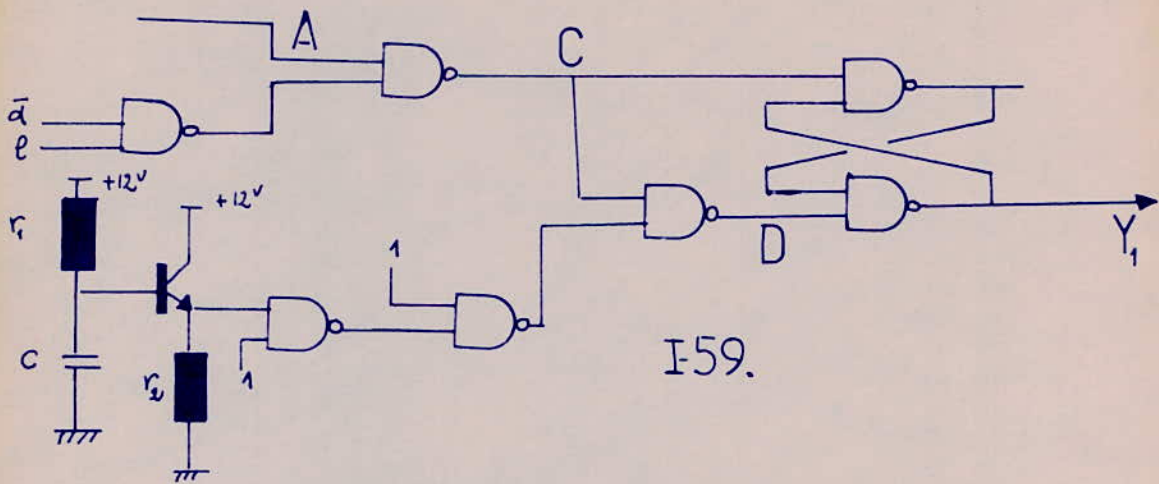 A
C
ā
e
+12v
r₁
+12v
1
D
Y₁
C
r₂
1
I-59.